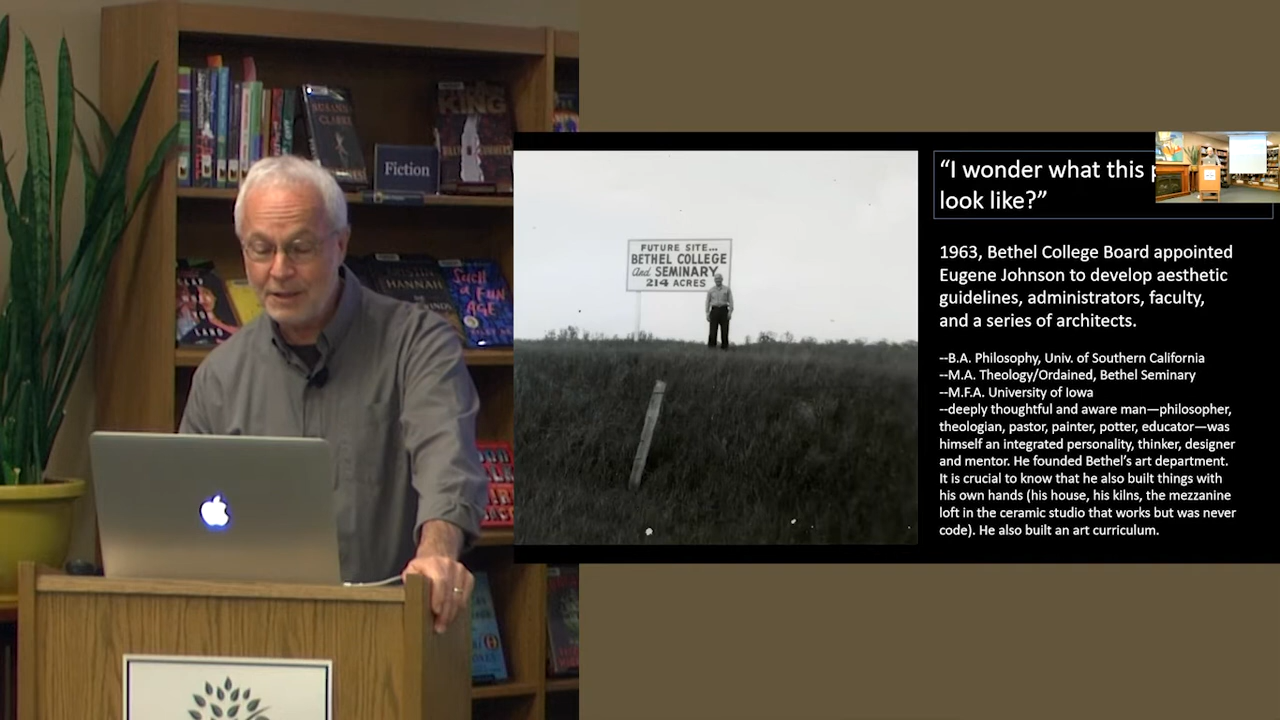 SUSANNA
CLARKE
KING
Fiction
KRISTIN
HANNAH
Such
a FUN
AGE
FUTURE SITE...
BETHEL COLLEGE
And SEMINARY
214 ACRES
“I wonder what this
look like?”
1963, Bethel College Board appointed
Eugene Johnson to develop aesthetic
guidelines, administrators, faculty,
and a series of architects.
--B.A. Philosophy, Univ. of Southern California
--M.A. Theology/Ordained, Bethel Seminary
--M.F.A. University of Iowa
--deeply thoughtful and aware man—philosopher,
theologian, pastor, painter, potter, educator—was
himself an integrated personality, thinker, designer
and mentor. He founded Bethel’s art department.
It is crucial to know that he also built things with
his own hands (his house, his kilns, the mezzanine
loft in the ceramic studio that works but was never
code). He also built an art curriculum.